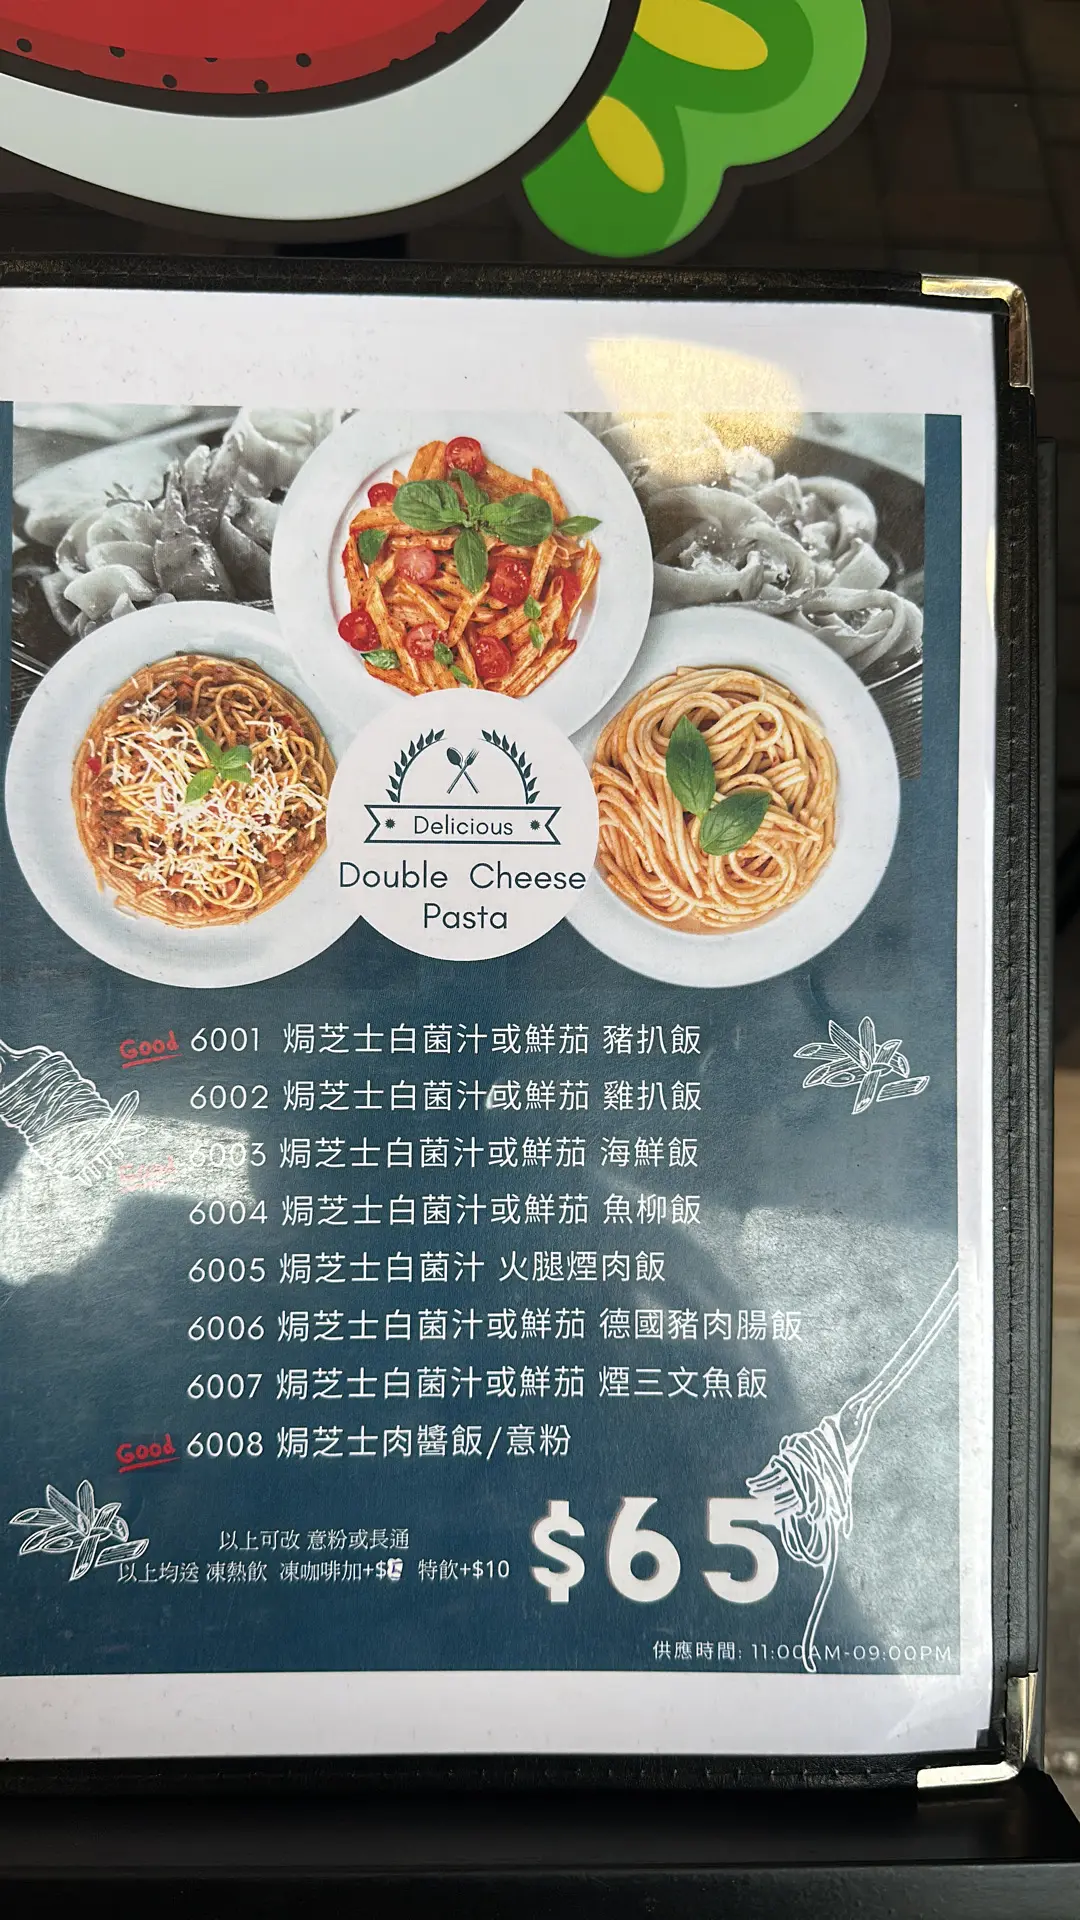 Delicious
Double Cheese
Pasta
Good 6001 焗芝士白菌汁或鮮茄 豬扒飯
6002 焗芝士白菌汁或鮮茄 雞扒飯
Good 6003 焗芝士白菌汁或鮮茄 海鮮飯
6004 焗芝士白菌汁或鮮茄 魚柳飯
6005 焗芝士白菌汁 火腿煙肉飯
6006 焗芝士白菌汁或鮮茄 德國豬肉腸飯
6007 焗芝士白菌汁或鮮茄 煙三文魚飯
Good 6008 焗芝士肉醬飯/意粉
以上可改 意粉或長通
以上均送 凍熱飲 凍咖啡加+$ 特飲+$10
$65
供應時間: 11:00AM-09:00PM